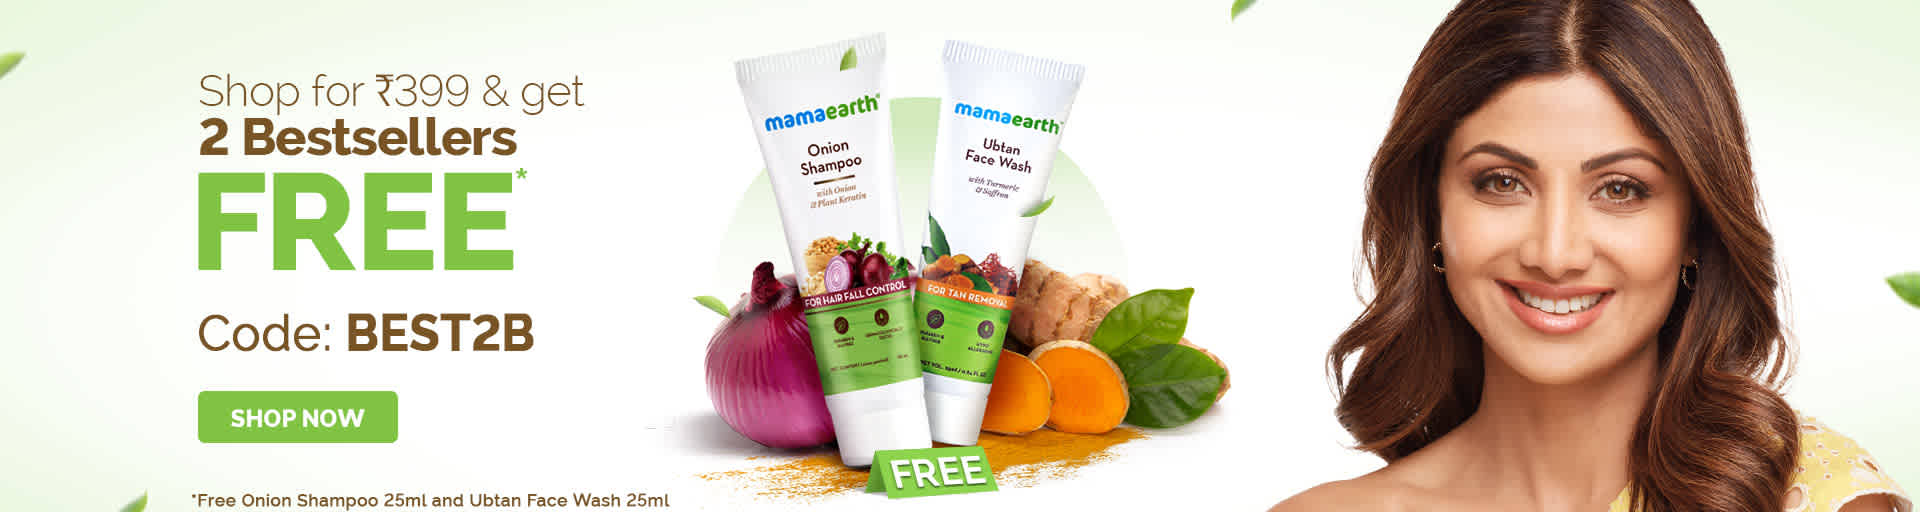 Shop for ₹399 & get
2 Bestsellers
FREE*
Code: BEST2B
SHOP NOW
*Free Onion Shampoo 25ml and Ubtan Face Wash 25ml
mamaearth
Onion
Shampoo
with Onion
& Plant Keratin
FOR HAIR FALL CONTROL
mamaearth
Ubtan
Face Wash
with Turmeric
& Saffron
FOR TAN REMOVAL
FREE